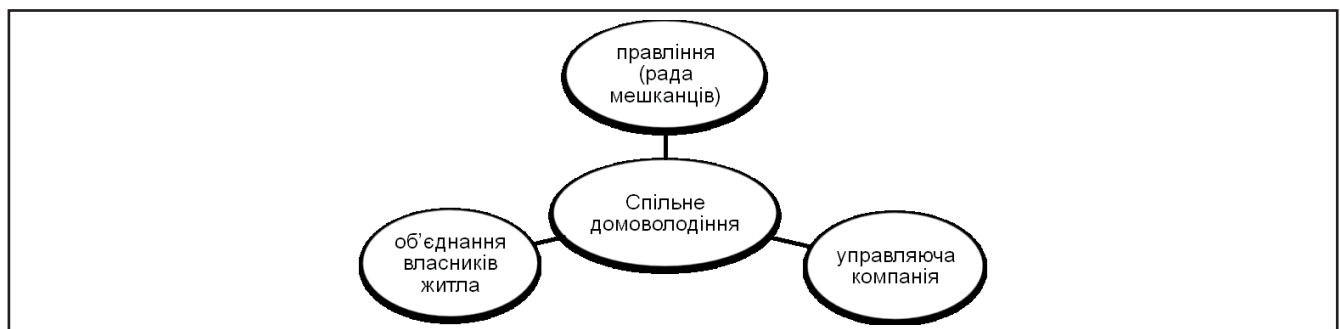 правління
(рада
мешканців)
Спільне
домоволодіння
об’єднання
власників
житла
управляюча
компанія